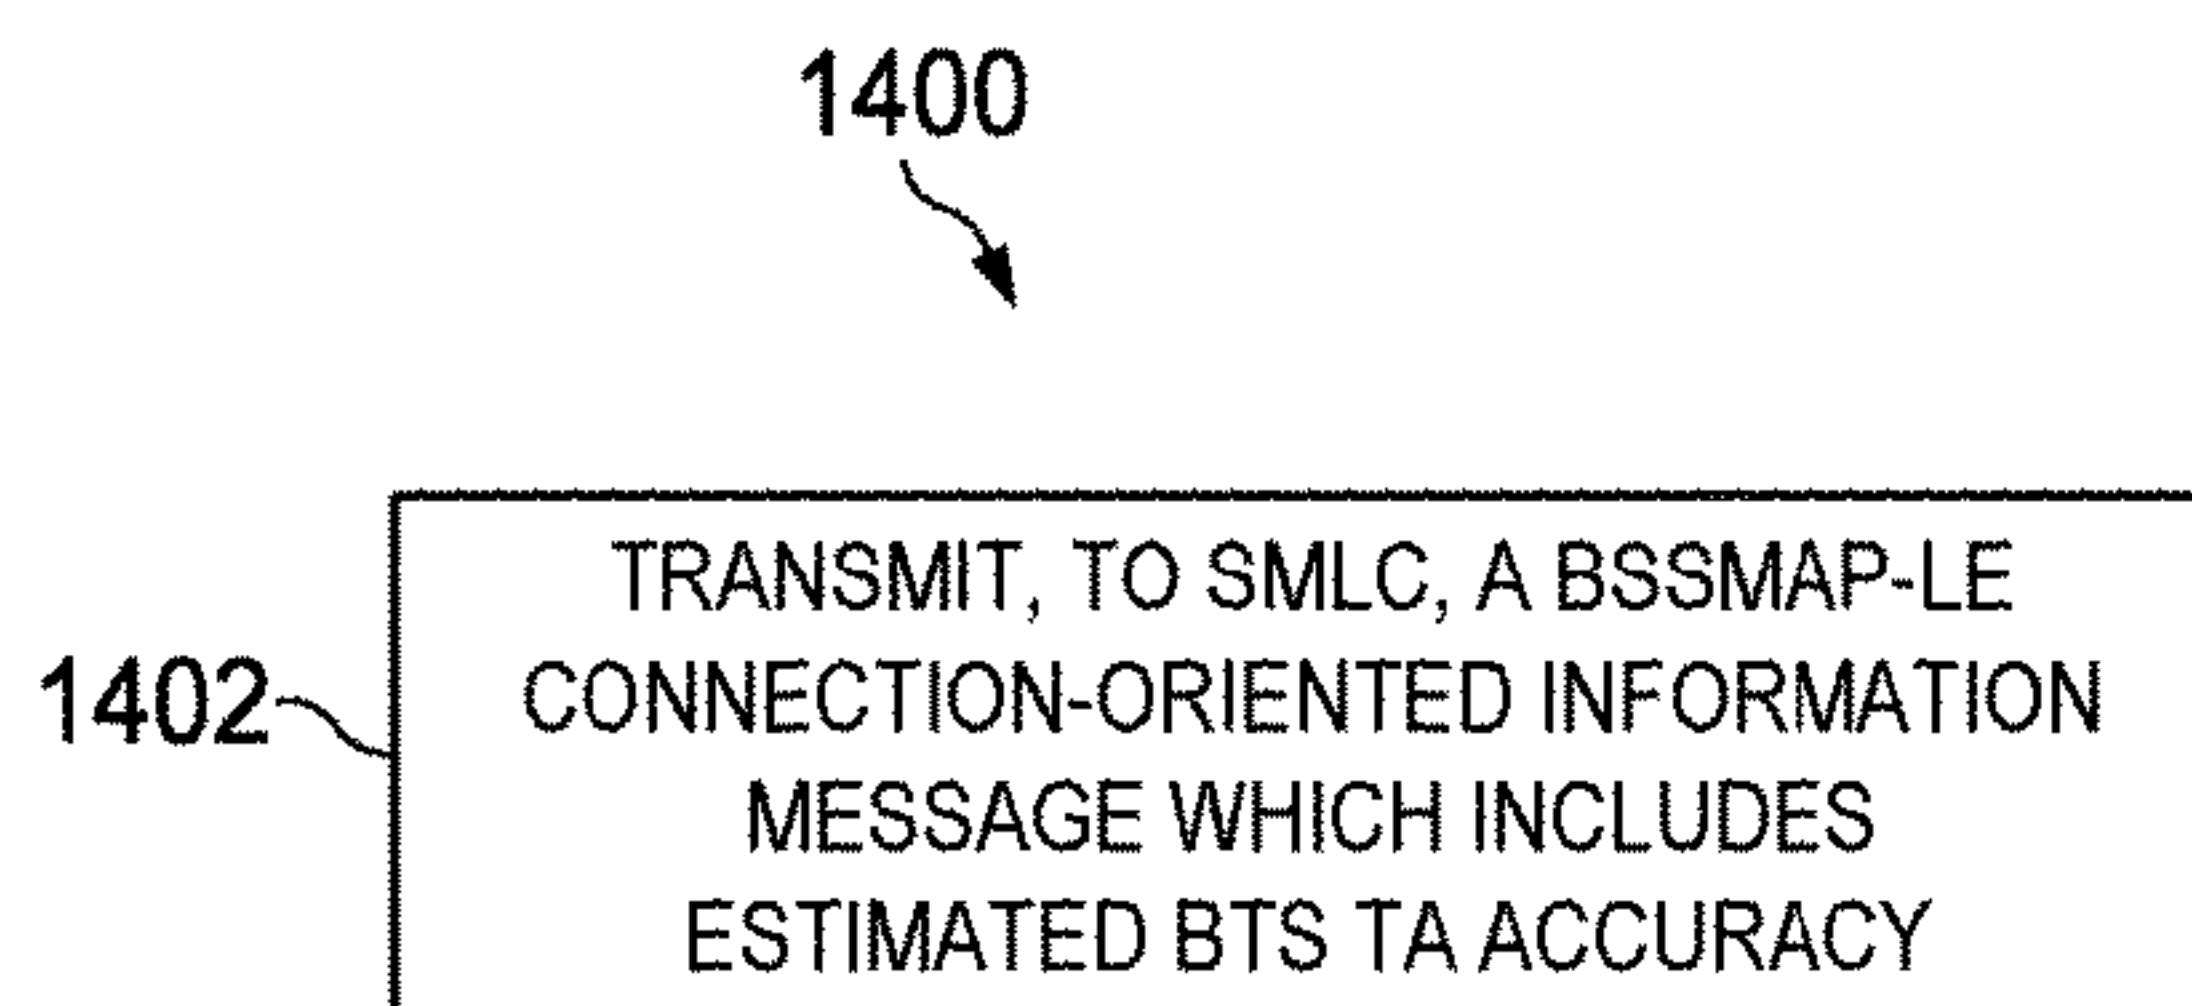 1400
TRANSMIT, TO SMLC, A BSSMAP-LE
1402
CONNECTION-ORIENTED INFORMATION
MESSAGE WHICH INCLUDES
ESTIMATED BTS TA ACCURACY